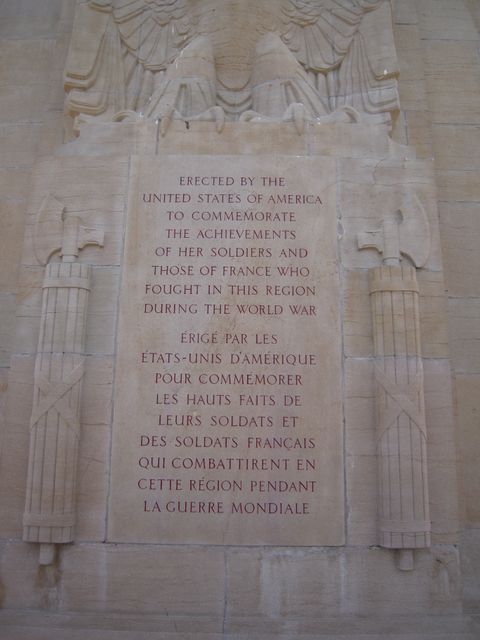 ERECTED BY THE
UNITED STATES OF AMERICA
TO COMMEMORATE
THE ACHIEVEMENTS
OF HER SOLDIERS AND
THOSE OF FRANCE WHO
FOUGHT IN THIS REGION
DURING THE WORLD WAR
ÉRIGÉ PAR LES
ÉTATS-UNIS D'AMÉRIQUE
POUR COMMÉMORER
LES HAUTS FAITS DE
LEURS SOLDATS ET
DES SOLDATS FRANÇAIS
QUI COMBATTIRENT EN
CETTE RÉGION PENDANT
LA GUERRE MONDIALE